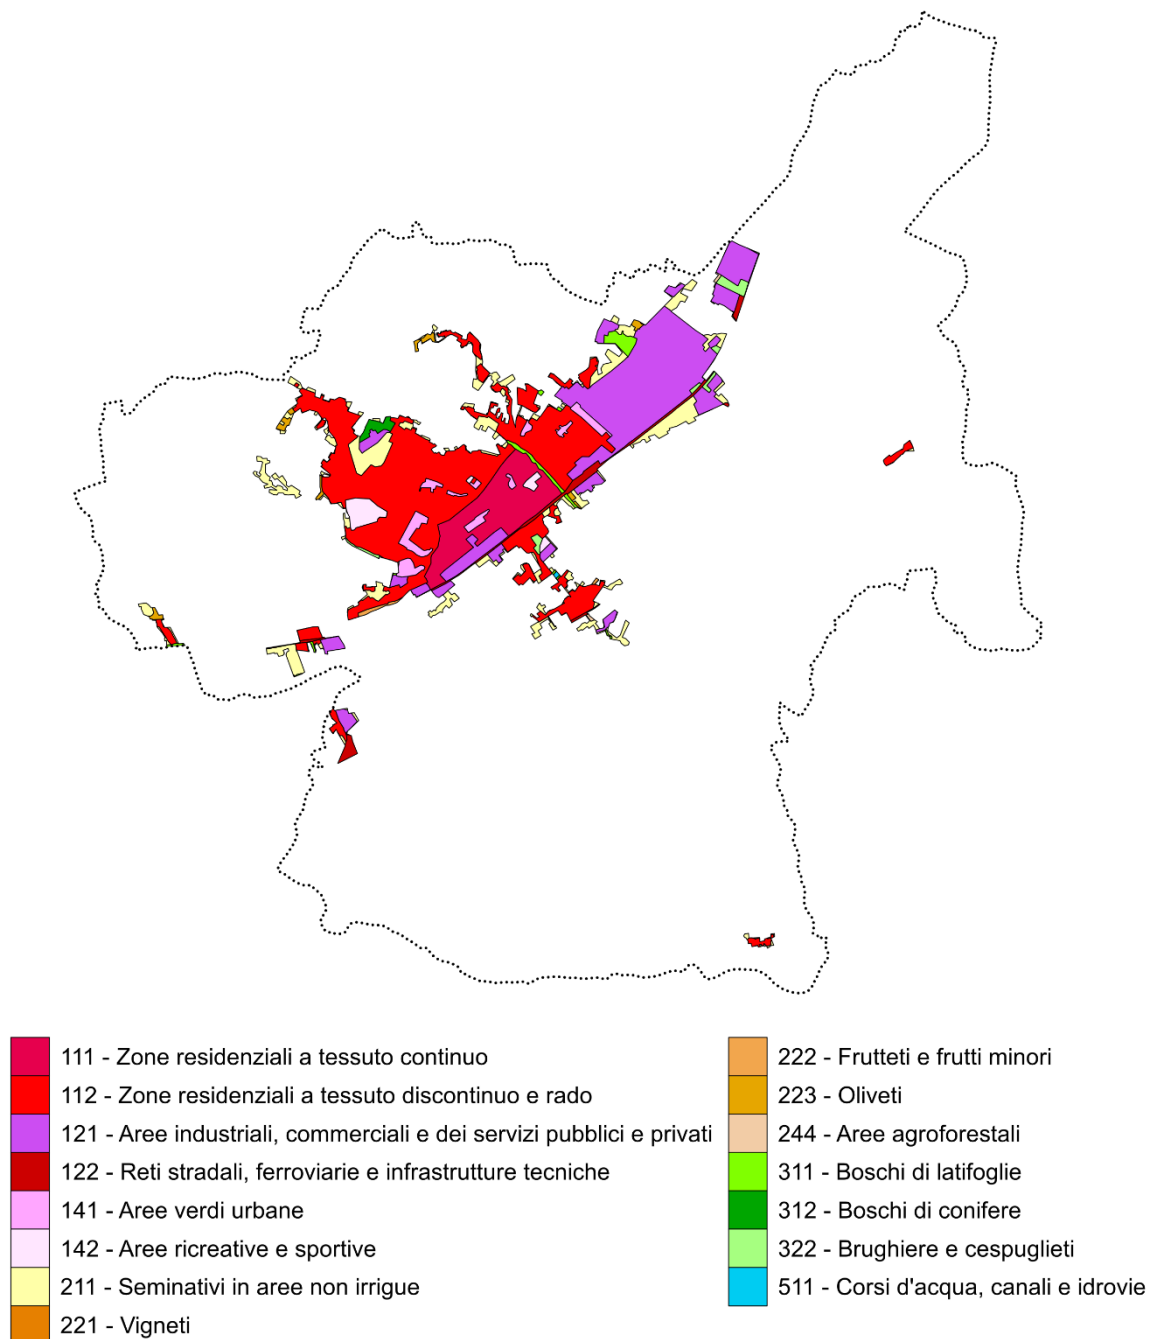 111 - Zone residenziali a tessuto continuo
112 - Zone residenziali a tessuto discontinuo e rado
121 - Aree industriali, commerciali e dei servizi pubblici e privati
122 - Reti stradali, ferroviarie e infrastrutture tecniche
141 - Aree verdi urbane
142 - Aree ricreative e sportive
211 - Seminativi in aree non irrigue
221 - Vigneti
222 - Frutteti e frutti minori
223 - Oliveti
244 - Aree agroforestali
311 - Boschi di latifoglie
312 - Boschi di conifere
322 - Brughiere e cespuglieti
511 - Corsi d'acqua, canali e idrovie